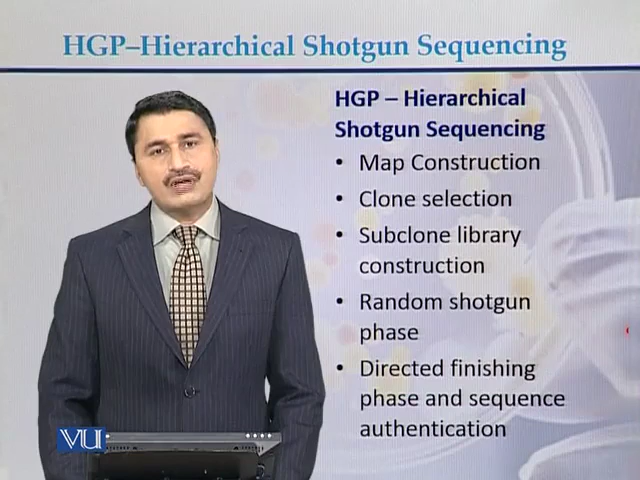 HGP–Hierarchical Shotgun Sequencing
HGP – Hierarchical
Shotgun Sequencing
• Map Construction
• Clone selection
• Subclone library
construction
• Random shotgun
phase
• Directed finishing
phase and sequence
authentication
VU